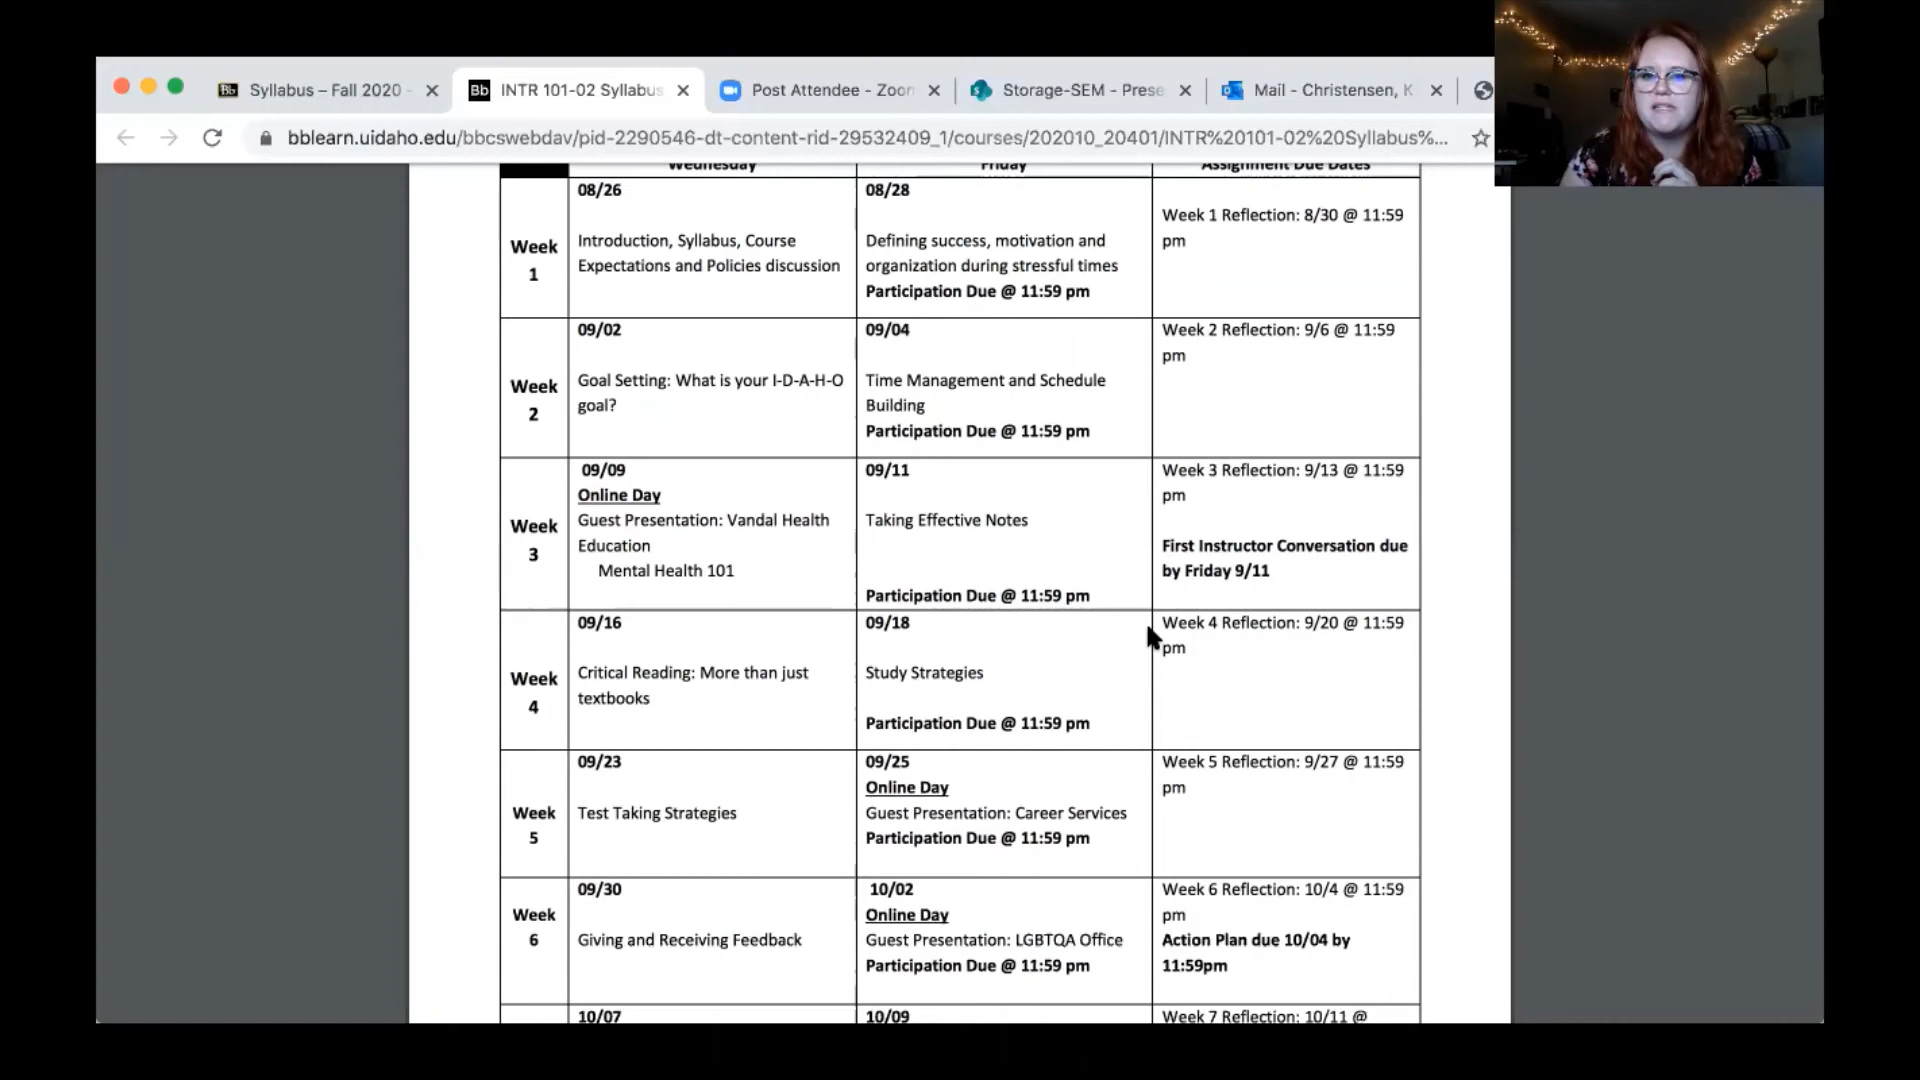 Syllabus – Fall 2020 -
Bb INTR 101-02 Syllabus
Post Attendee - Zoom
Storage-SEM - Prese
Mail - Christensen, K
bblearn.uidaho.edu/bbcswebdav/pid-2290546-dt-content-rid-29532409_1/courses/202010_20401/INTR%20101-02%20Syllabus%...
Wednesday
Friday
Assignment Due Dates
Week
1
08/26
Introduction, Syllabus, Course
Expectations and Policies discussion
08/28
Defining success, motivation and
organization during stressful times
Participation Due @ 11:59 pm
Week 1 Reflection: 8/30 @ 11:59
pm
Week
2
09/02
Goal Setting: What is your I-D-A-H-O
goal?
09/04
Time Management and Schedule
Building
Participation Due @ 11:59 pm
Week 2 Reflection: 9/6 @ 11:59
pm
Week
3
09/09
Online Day
Guest Presentation: Vandal Health
Education
Mental Health 101
09/11
Taking Effective Notes
Participation Due @ 11:59 pm
Week 3 Reflection: 9/13 @ 11:59
pm
First Instructor Conversation due
by Friday 9/11
Week
4
09/16
Critical Reading: More than just
textbooks
09/18
Study Strategies
Participation Due @ 11:59 pm
Week 4 Reflection: 9/20 @ 11:59
pm
Week
5
09/23
Test Taking Strategies
09/25
Online Day
Guest Presentation: Career Services
Participation Due @ 11:59 pm
Week 5 Reflection: 9/27 @ 11:59
pm
Week
6
09/30
Giving and Receiving Feedback
10/02
Online Day
Guest Presentation: LGBTQA Office
Participation Due @ 11:59 pm
Week 6 Reflection: 10/4 @ 11:59
pm
Action Plan due 10/04 by
11:59pm
10/07
10/09
Week 7 Reflection: 10/11 @